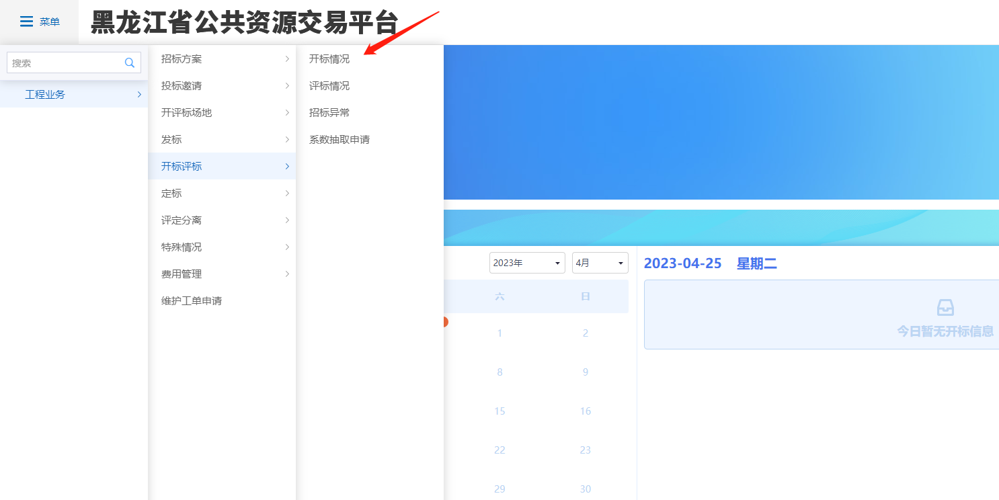 菜单
黑龙江省公共资源交易平台
搜索
工程业务
招标方案
投标邀请
开评标场地
发标
开标评标
定标
评定分离
特殊情况
费用管理
维护工单申请
开标情况
评标情况
招标异常
系数抽取申请
2023年 4月
六 日
1 2
8 9
15 16
22 23
29 30
2023-04-25 星期二
今日暂无开标信息